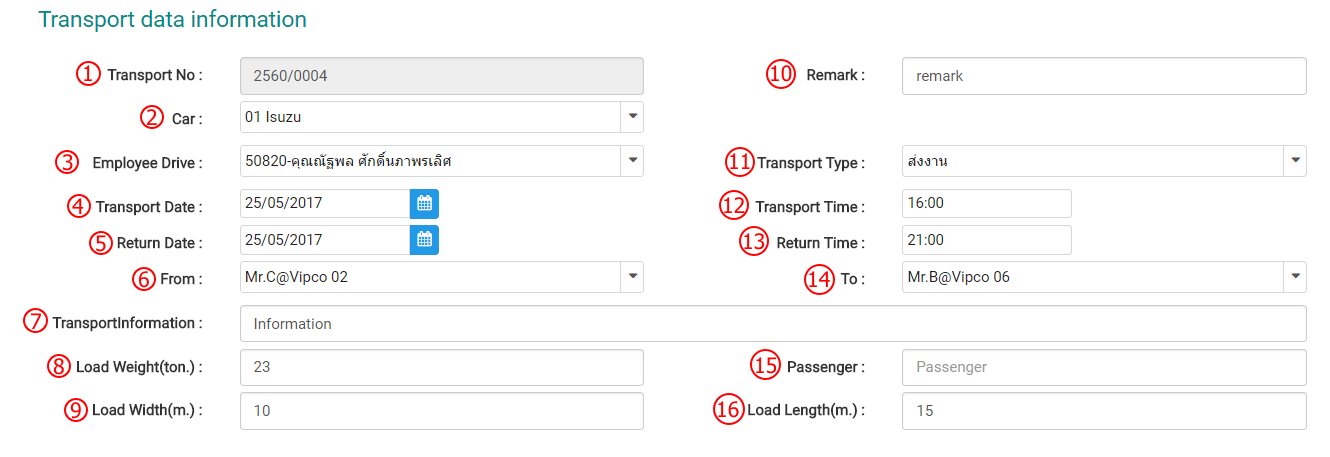 Transport data information
① Transport No : 2560/0004 ⑩ Remark : remark
② Car : 01 Isuzu
③ Employee Drive : 50820-คุณณัฐพล ศักดิ์นภาพรเลิศ ⑪ Transport Type : ส่งงาน
④ Transport Date : 25/05/2017 ⑫ Transport Time : 16:00
⑤ Return Date : 25/05/2017 ⑬ Return Time : 21:00
⑥ From : Mr.C@Vipco 02 ⑭ To : Mr.B@Vipco 06
⑦ TransportInformation : Information
⑧ Load Weight(ton.) : 23 ⑮ Passenger : Passenger
⑨ Load Width(m.) : 10 ⑯ Load Length(m.) : 15